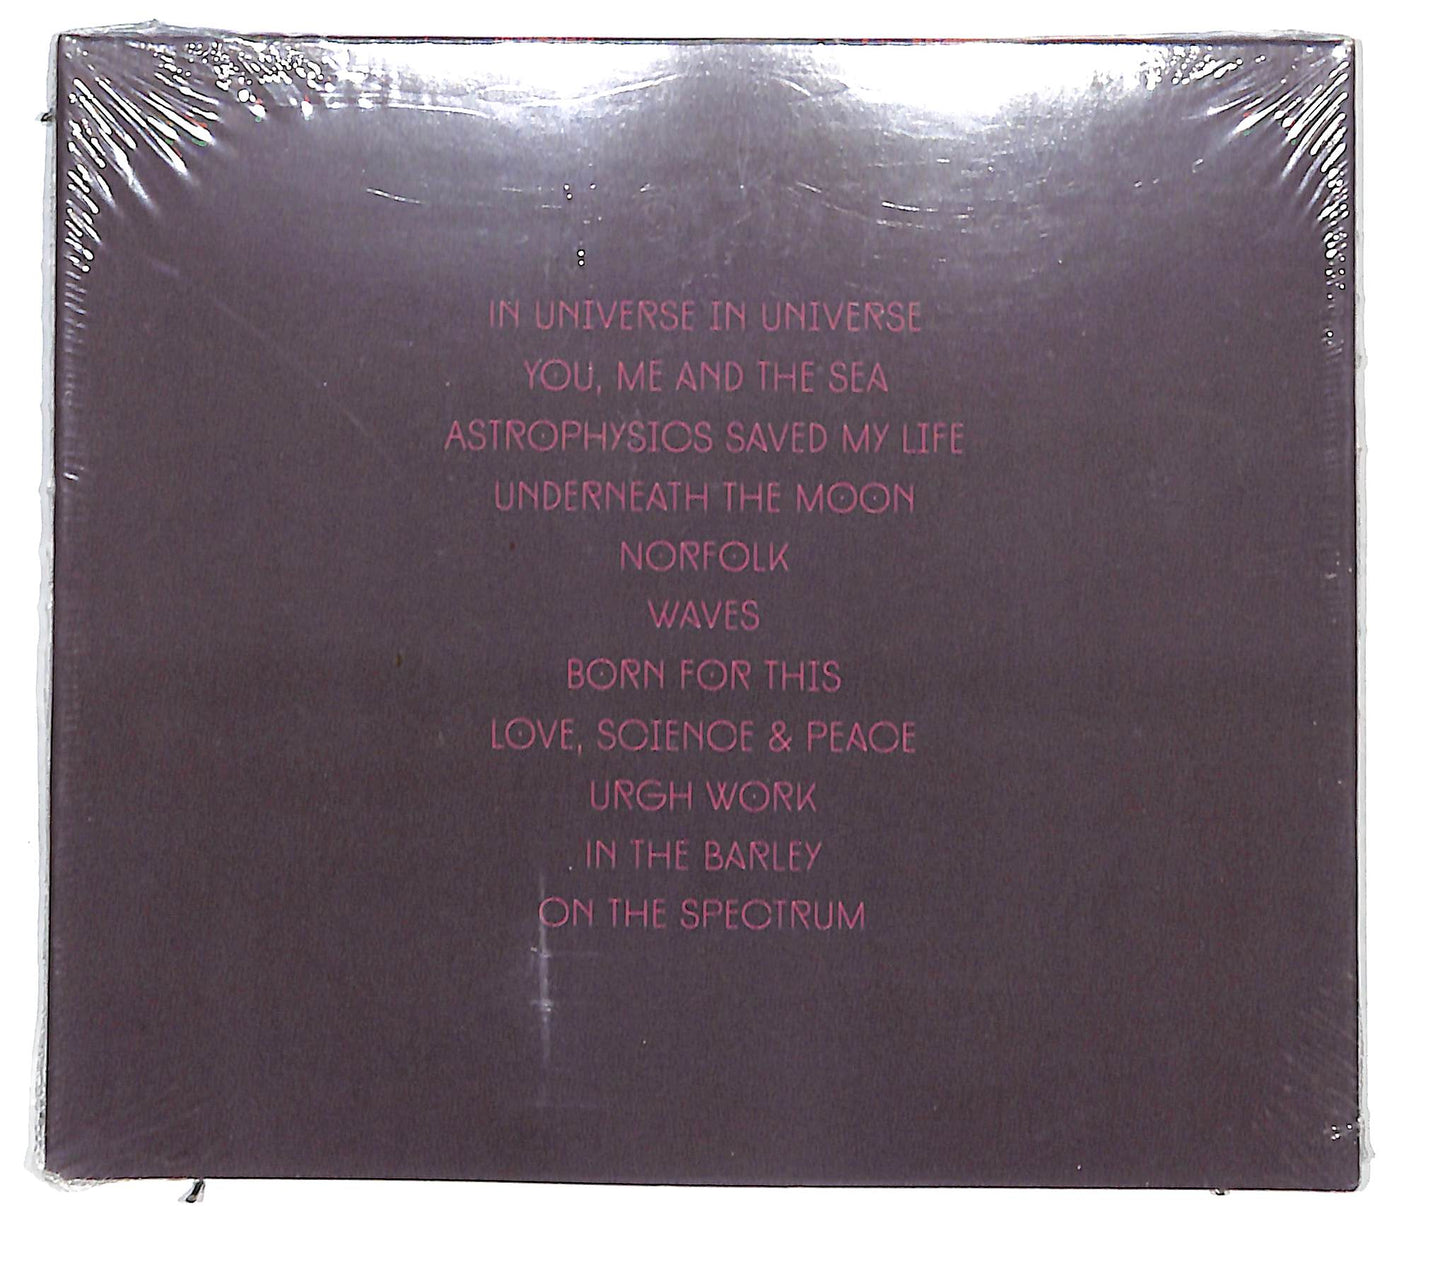 IN UNIVERSE IN UNIVERSE
YOU, ME AND THE SEA
ASTROPHYSICS SAVED MY LIFE
UNDERNEATH THE MOON
NORFOLK
WAVES
BORN FOR THIS
LOVE, SCIENCE & PEACE
URGH WORK
IN THE BARLEY
ON THE SPECTRUM